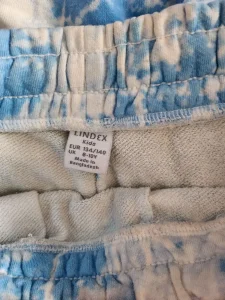 LINDEX
Kids
EUR 134/140
UK 8-10Y
Made in
Bangladesh